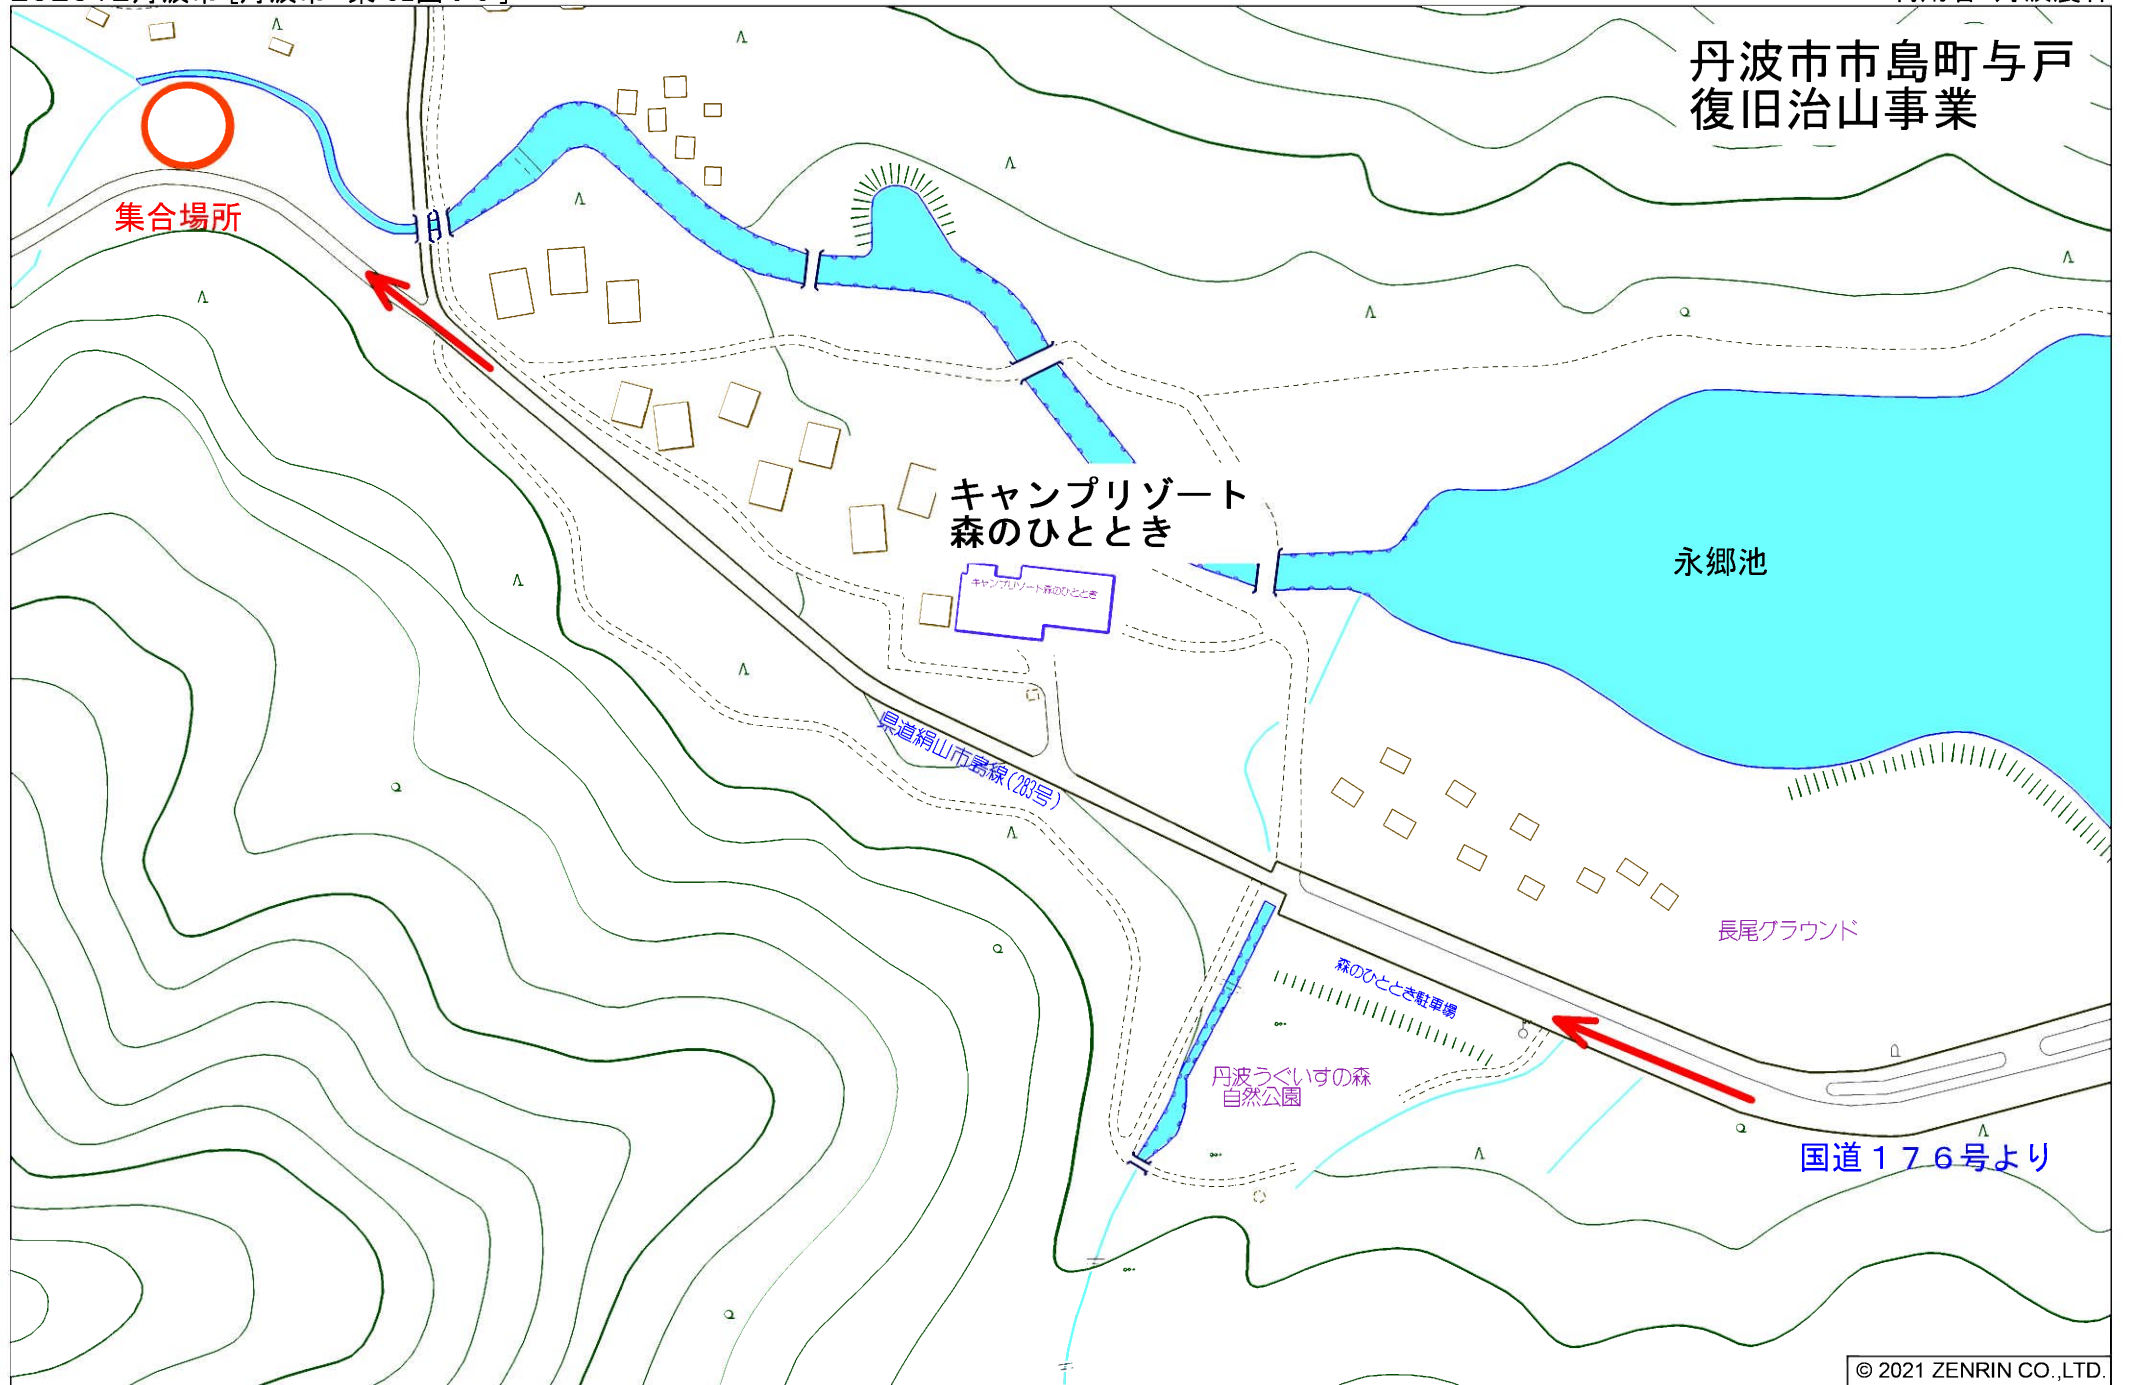 丹波市市島町与戸
復旧治山事業
集合場所
キャンプリゾート
森のひととき
キャンプリゾート森のひととき
永郷池
県道絹山市島線(283号)
長尾グラウンド
森のひととき駐車場
丹波うぐいすの森
自然公園
国道176号より
© 2021 ZENRIN CO.,LTD.